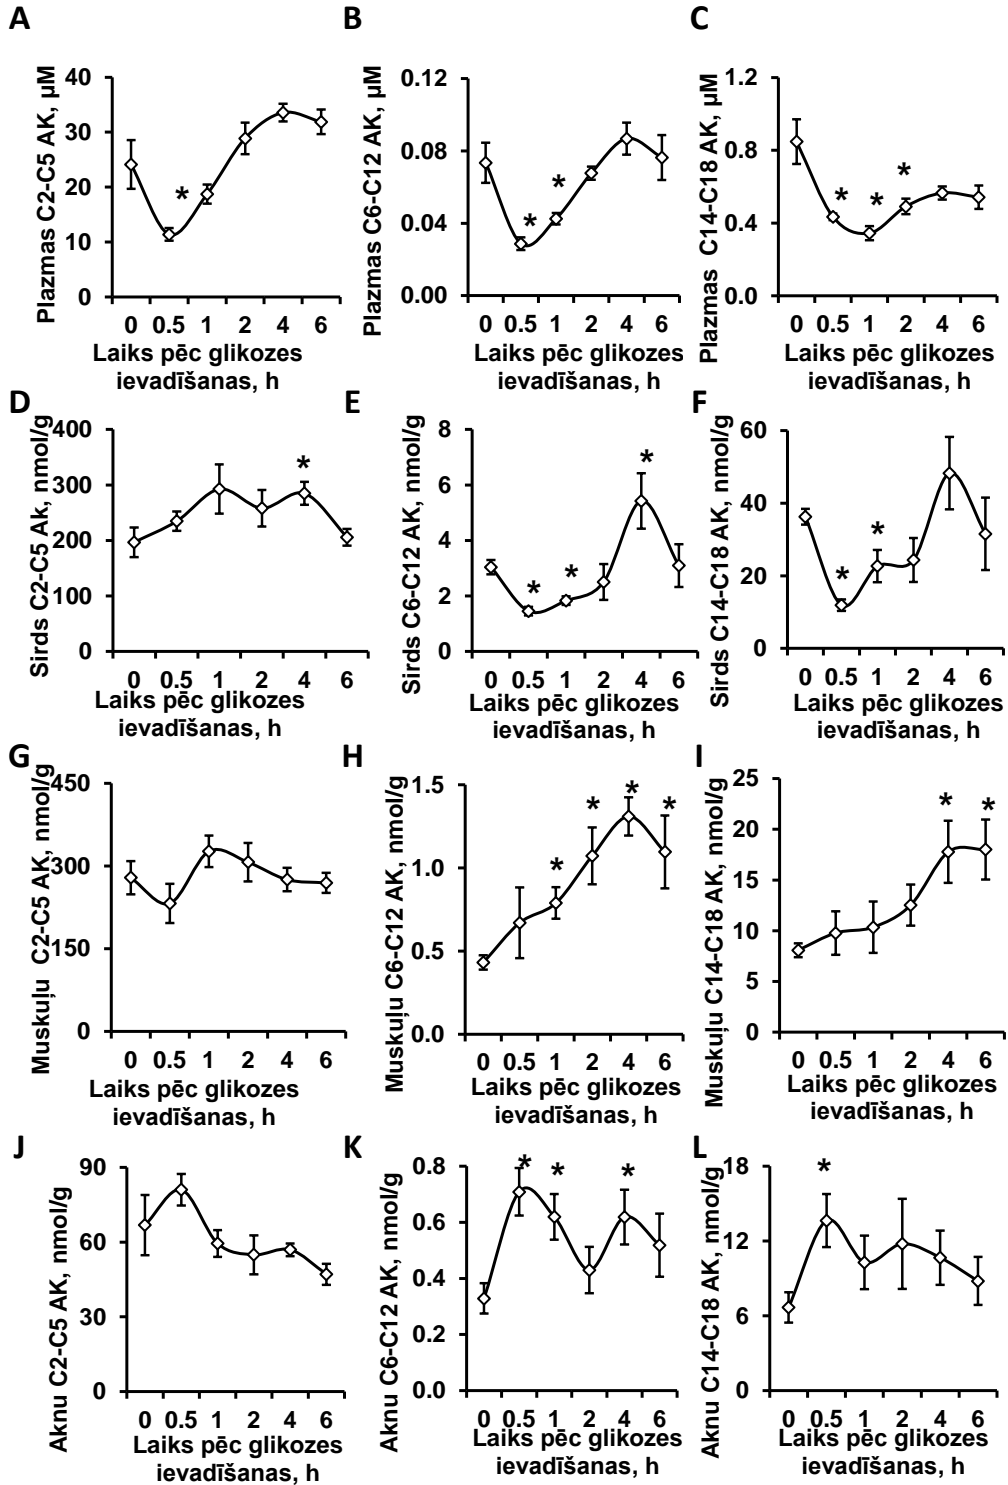 A
Plazmas C2-C5 AK, µM
40
30
20
10
0
*
0 0.5 1 2 4 6
Laiks pēc glikozes
ievadīšanas, h
B
Plazmas C6-C12 AK, µM
0.12
0.08
0.04
0.00
* *
0 0.5 1 2 4 6
Laiks pēc glikozes
ievadīšanas, h
C
Plazmas C14-C18 AK, µM
1.2
0.8
0.4
0.0
* * *
0 0.5 1 2 4 6
Laiks pēc glikozes
ievadīšanas, h
D
Sirds C2-C5 Ak, nmol/g
400
300
200
100
0
*
0 0.5 1 2 4 6
Laiks pēc glikozes
ievadīšanas, h
E
Sirds C6-C12 AK, nmol/g
8
6
4
2
0
* * *
0 0.5 1 2 4 6
Laiks pēc glikozes
ievadīšanas, h
F
Sirds C14-C18 AK, nmol/g
60
40
20
0
* *
0 0.5 1 2 4 6
Laiks pēc glikozes
ievadīšanas, h
G
Muskuļu C2-C5 AK, nmol/g
450
300
150
0
0 0.5 1 2 4 6
Laiks pēc glikozes
ievadīšanas, h
H
Muskuļu C6-C12 AK, nmol/g
1.5
1.0
0.5
0.0
* * * *
0 0.5 1 2 4 6
Laiks pēc glikozes
ievadīšanas, h
I
Muskuļu C14-C18 AK, nmol/g
25
20
15
10
5
0
* *
0 0.5 1 2 4 6
Laiks pēc glikozes
ievadīšanas, h
J
Aknu C2-C5 AK, nmol/g
90
60
30
0
0 0.5 1 2 4 6
Laiks pēc glikozes
ievadīšanas, h
K
Aknu C6-C12 AK, nmol/g
0.8
0.6
0.4
0.2
0.0
* * *
0 0.5 1 2 4 6
Laiks pēc glikozes
ievadīšanas, h
L
Aknu C14-C18 AK, nmol/g
18
12
6
0
*
0 0.5 1 2 4 6
Laiks pēc glikozes
ievadīšanas, h